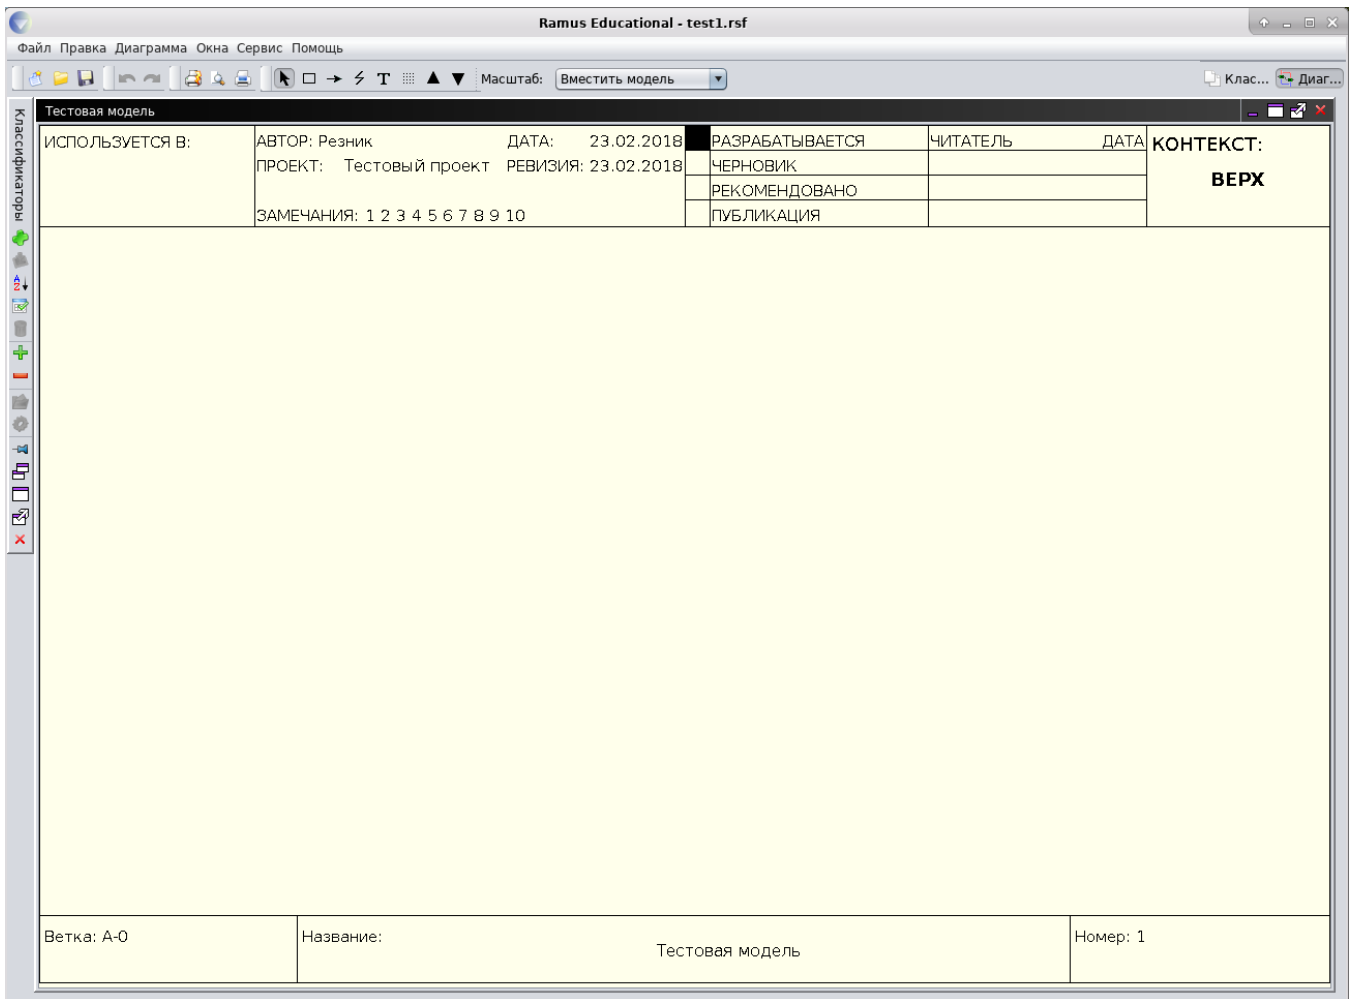 Ramus Educational - test1.rsf
Файл Правка Диаграмма Окна Сервис Помощь
T Масштаб: Вместить модель Клас... Диаг...
Классификаторы
Тестовая модель
ИСПОЛЬЗУЕТСЯ В: АВТОР: Резник ДАТА: 23.02.2018 РАЗРАБАТЫВАЕТСЯ ЧИТАТЕЛЬ ДАТА КОНТЕКСТ:
ПРОЕКТ: Тестовый проект РЕВИЗИЯ: 23.02.2018 ЧЕРНОВИК
ВЕРХ
РЕКОМЕНДОВАНО
ЗАМЕЧАНИЯ: 1 2 3 4 5 6 7 8 9 10 ПУБЛИКАЦИЯ
A
Z
Ветка: A-0 Название: Номер: 1
Тестовая модель